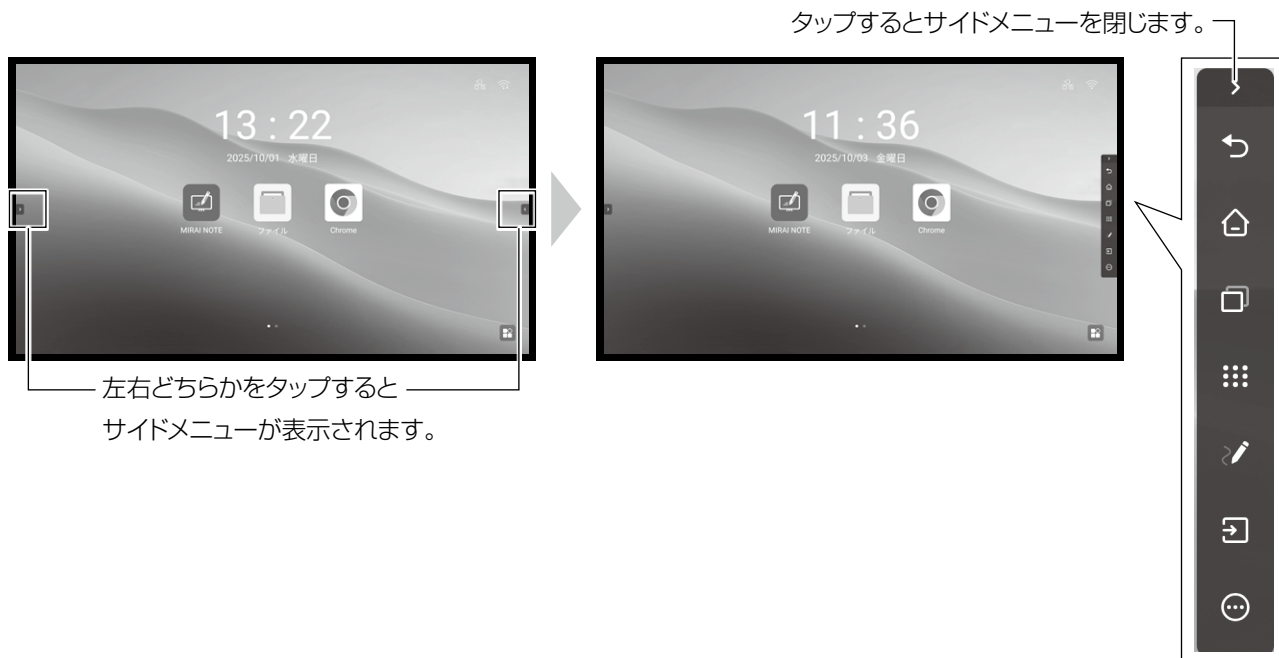 タップするとサイドメニューを閉じます。
13 : 22
2025/10/01 水曜日
MIRAI NOTE
ファイル
Chrome
11 : 36
2025/10/03 金曜日
MIRAI NOTE
ファイル
Chrome
左右どちらかをタップすると
サイドメニューが表示されます。